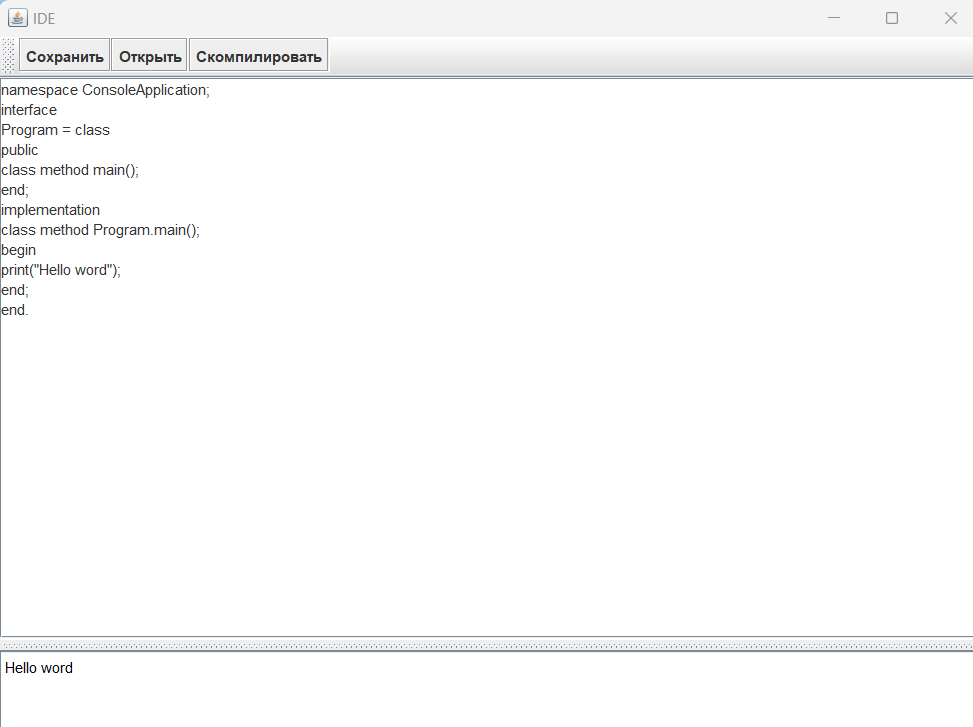 IDE
Сохранить Открыть Скомпилировать
namespace ConsoleApplication;
interface
Program = class
public
class method main();
end;
implementation
class method Program.main();
begin
print("Hello word");
end;
end.
Hello word